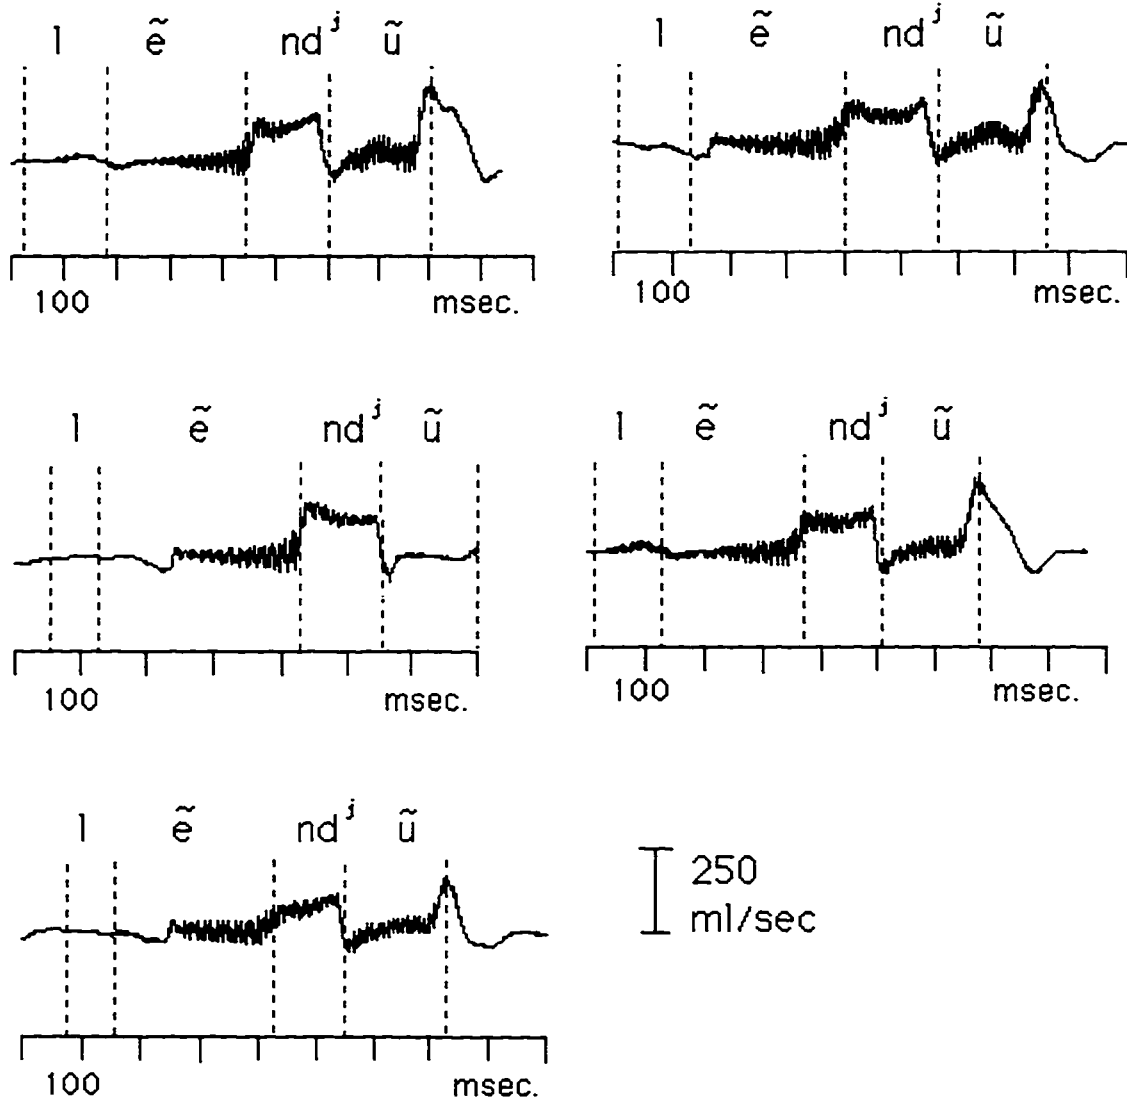 l ẽ ndʲ ũ
100 msec.
l ẽ ndʲ ũ
100 msec.
l ẽ ndʲ ũ
100 msec.
l ẽ ndʲ ũ
100 msec.
l ẽ ndʲ ũ
100 msec.
250
ml/sec